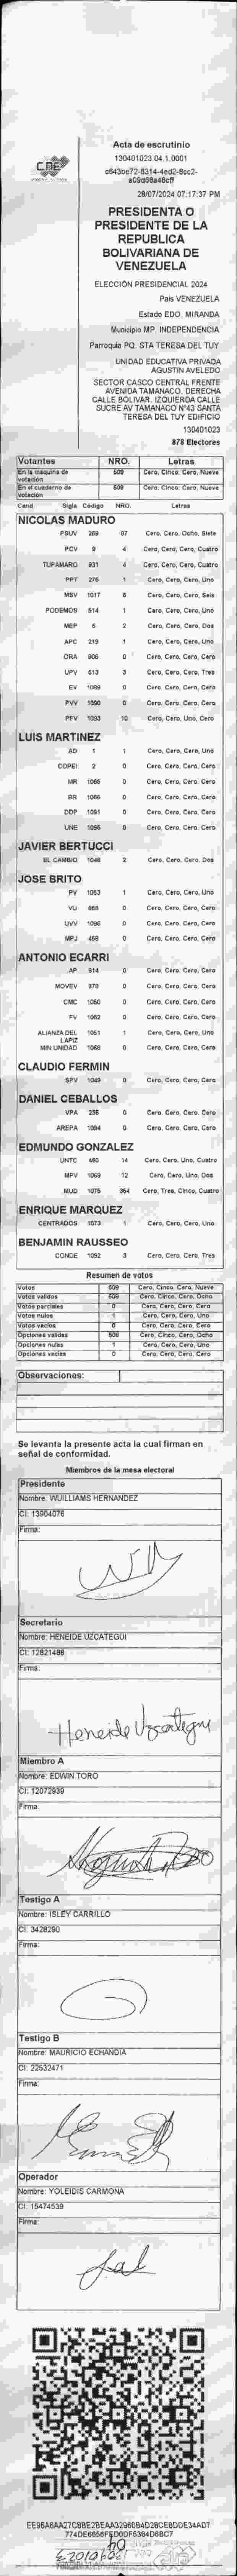 CNE
Acta de escrutinio
130401023.04.1.0001
c643be72-6314-4ed2-8cc2-
a09d68a48cff
28/07/2024 07:17:37 PM
PRESIDENTA O
PRESIDENTE DE LA
REPUBLICA
BOLIVARIANA DE
VENEZUELA
ELECCIÓN PRESIDENCIAL 2024
País VENEZUELA
Estado EDO. MIRANDA
Municipio MP. INDEPENDENCIA
Parroquia PQ. STA TERESA DEL TUY
UNIDAD EDUCATIVA PRIVADA
AGUSTIN AVELEDO
SECTOR CASCO CENTRAL FRENTE
AVENIDA TAMANACO. DERECHA
CALLE BOLIVAR. IZQUIERDA CALLE
SUCRE AV TAMANACO N°43 SANTA
TERESA DEL TUY EDIFICIO
130401023
878 Electores
Votantes NRO. Letras
En la maquina de votación 509 Cero, Cinco, Cero, Nueve
En el cuaderno de votación 509 Cero, Cinco, Cero, Nueve
Cand. Sigla Código NRO. Letras
NICOLAS MADURO
PSUV 269 87 Cero, Cero, Ocho, Siete
PCV 9 4 Cero, Cero, Cero, Cuatro
TUPAMARO 931 4 Cero, Cero, Cero, Cuatro
PPT 276 1 Cero, Cero, Cero, Uno
MSV 1017 6 Cero, Cero, Cero, Seis
PODEMOS 514 1 Cero, Cero, Cero, Uno
MEP 6 2 Cero, Cero, Cero, Dos
APC 219 1 Cero, Cero, Cero, Uno
ORA 906 0 Cero, Cero, Cero, Cero
UPV 613 3 Cero, Cero, Cero, Tres
EV 1089 0 Cero, Cero, Cero, Cero
PVV 1090 0 Cero, Cero, Cero, Cero
PFV 1093 10 Cero, Cero, Uno, Cero
LUIS MARTINEZ
AD 1 1 Cero, Cero, Cero, Uno
COPEI 2 0 Cero, Cero, Cero, Cero
MR 1065 0 Cero, Cero, Cero, Cero
BR 1066 0 Cero, Cero, Cero, Cero
DDP 1091 0 Cero, Cero, Cero, Cero
UNE 1095 0 Cero, Cero, Cero, Cero
JAVIER BERTUCCI
EL CAMBIO 1048 2 Cero, Cero, Cero, Dos
JOSE BRITO
PV 1053 1 Cero, Cero, Cero, Uno
VU 868 0 Cero, Cero, Cero, Cero
UVV 1096 0 Cero, Cero, Cero, Cero
MPJ 458 0 Cero, Cero, Cero, Cero
ANTONIO ECARRI
AP 914 0 Cero, Cero, Cero, Cero
MOVEV 979 0 Cero, Cero, Cero, Cero
CMC 1050 0 Cero, Cero, Cero, Cero
FV 1062 0 Cero, Cero, Cero, Cero
ALIANZA DEL LAPIZ 1061 1 Cero, Cero, Cero, Uno
MIN UNIDAD 1068 0 Cero, Cero, Cero, Cero
CLAUDIO FERMIN
SPV 1049 0 Cero, Cero, Cero, Cero
DANIEL CEBALLOS
VPA 236 0 Cero, Cero, Cero, Cero
AREPA 1094 0 Cero, Cero, Cero, Cero
EDMUNDO GONZALEZ
UNTC 480 14 Cero, Cero, Uno, Cuatro
MPV 1069 12 Cero, Cero, Uno, Dos
MUD 1075 354 Cero, Tres, Cinco, Cuatro
ENRIQUE MARQUEZ
CENTRADOS 1073 1 Cero, Cero, Cero, Uno
BENJAMIN RAUSSEO
CONDE 1092 3 Cero, Cero, Cero, Tres
Resumen de votos
Votos 509 Cero, Cinco, Cero, Nueve
Votos validos 508 Cero, Cinco, Cero, Ocho
Votos parciales 0 Cero, Cero, Cero, Cero
Votos nulos 1 Cero, Cero, Cero, Uno
Votos vacíos 0 Cero, Cero, Cero, Cero
Opciones validas 508 Cero, Cinco, Cero, Ocho
Opciones nulas 1 Cero, Cero, Cero, Uno
Opciones vacías 0 Cero, Cero, Cero, Cero
Observaciones:
Se levanta la presente acta la cual firman en
señal de conformidad.
Miembros de la mesa electoral
Presidente
Nombre: WUILLIAMS HERNANDEZ
CI: 13904076
Firma:
Secretario
Nombre: HENEIDE UZCATEGUI
CI: 12821488
Firma:
Heneide Uzcategui
Miembro A
Nombre: EDWIN TORO
CI: 12072939
Firma:
Testigo A
Nombre: ISLEY CARRILLO
CI: 3428290
Firma:
Testigo B
Nombre: MAURICIO ECHANDIA
CI: 22532471
Firma:
Operador
Nombre: YOLEIDIS CARMONA
CI: 15474539
Firma: